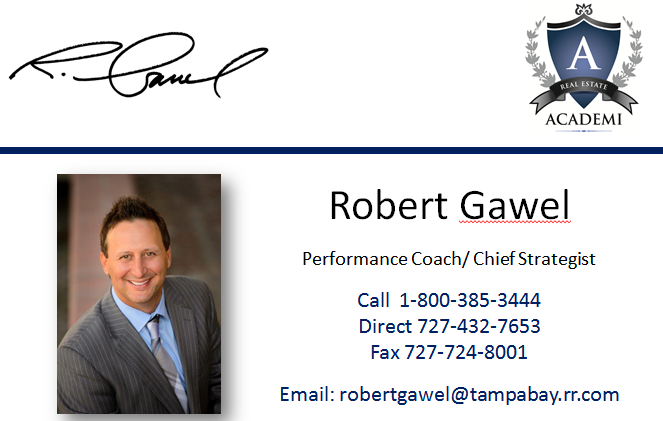 R. Gawel
A
REAL ESTATE
ACADEMI
Robert Gawel
Performance Coach/ Chief Strategist
Call 1-800-385-3444
Direct 727-432-7653
Fax 727-724-8001
Email: robertgawel@tampabay.rr.com